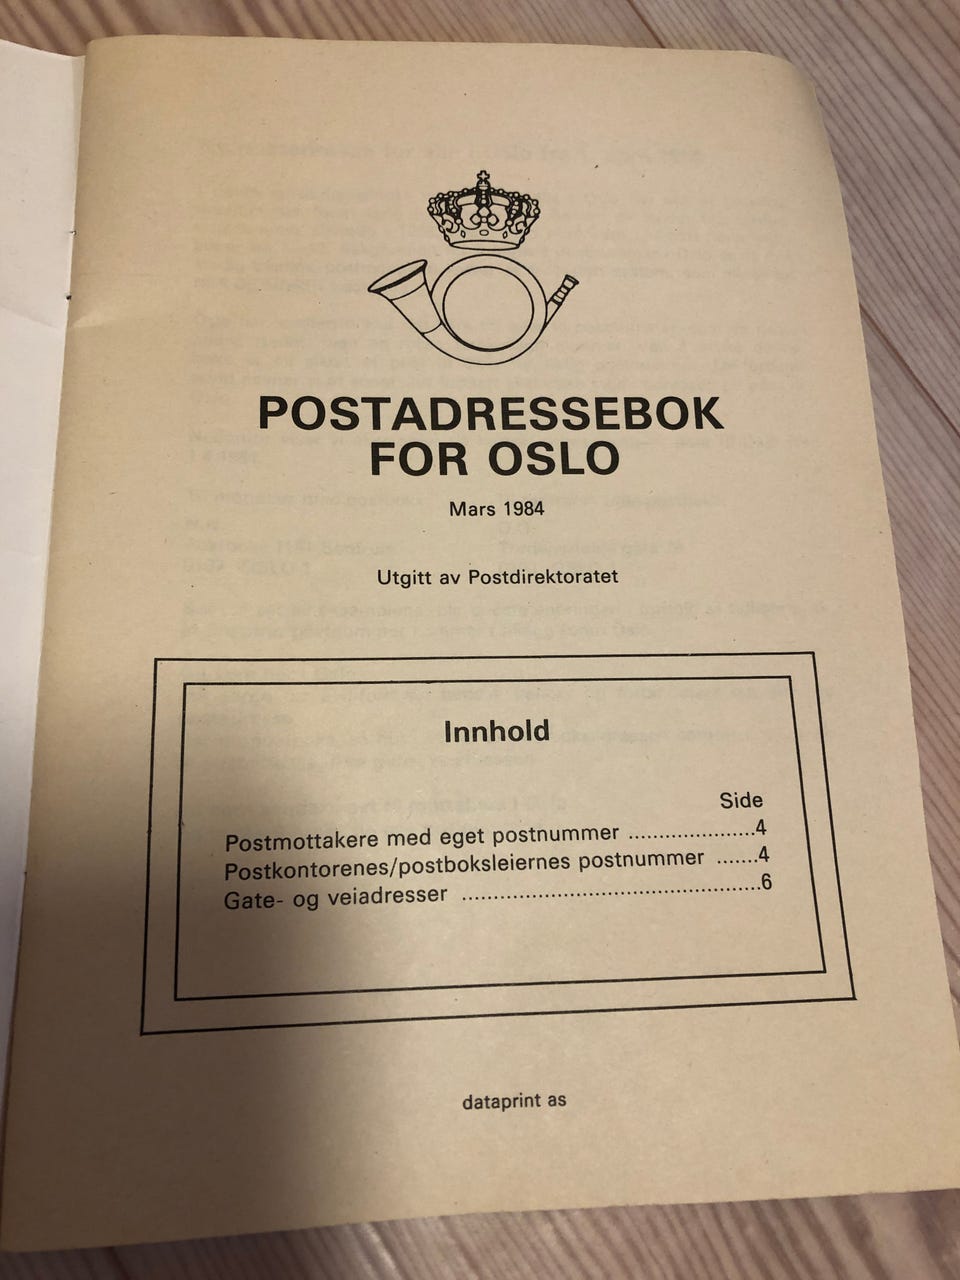 POSTADRESSEBOK
FOR OSLO
Mars 1984
Utgitt av Postdirektoratet
Innhold
Side
Postmottakere med eget postnummer ....................4
Postkontorenes/postboksleiernes postnummer .......4
Gate- og veiadresser ...............................................6
dataprint as